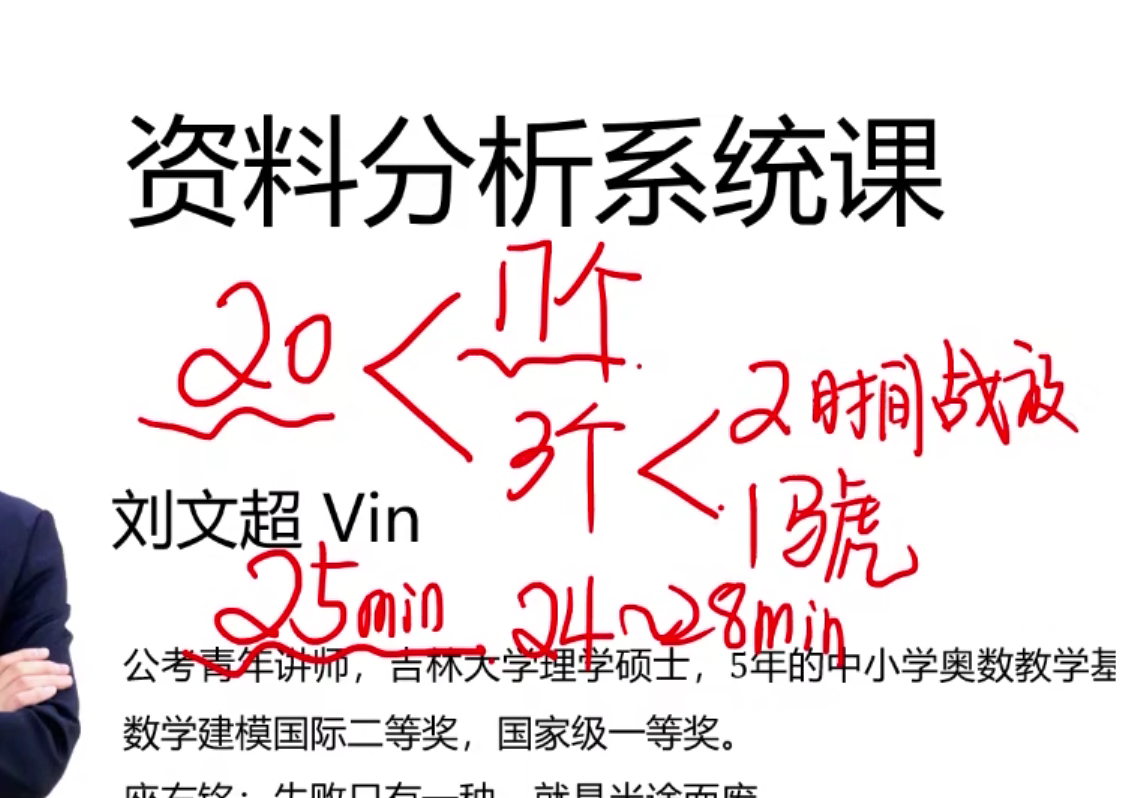 资料分析系统课
20 < 17个
3个 < 2 时间战放
1 马虎
刘文超 Vin
25min. 24~28min
公考青年讲师，吉林大学理学硕士，5年的中小学奥数教学基
数学建模国际二等奖，国家级一等奖。
座右铭：失败只有一种，就是半途而废